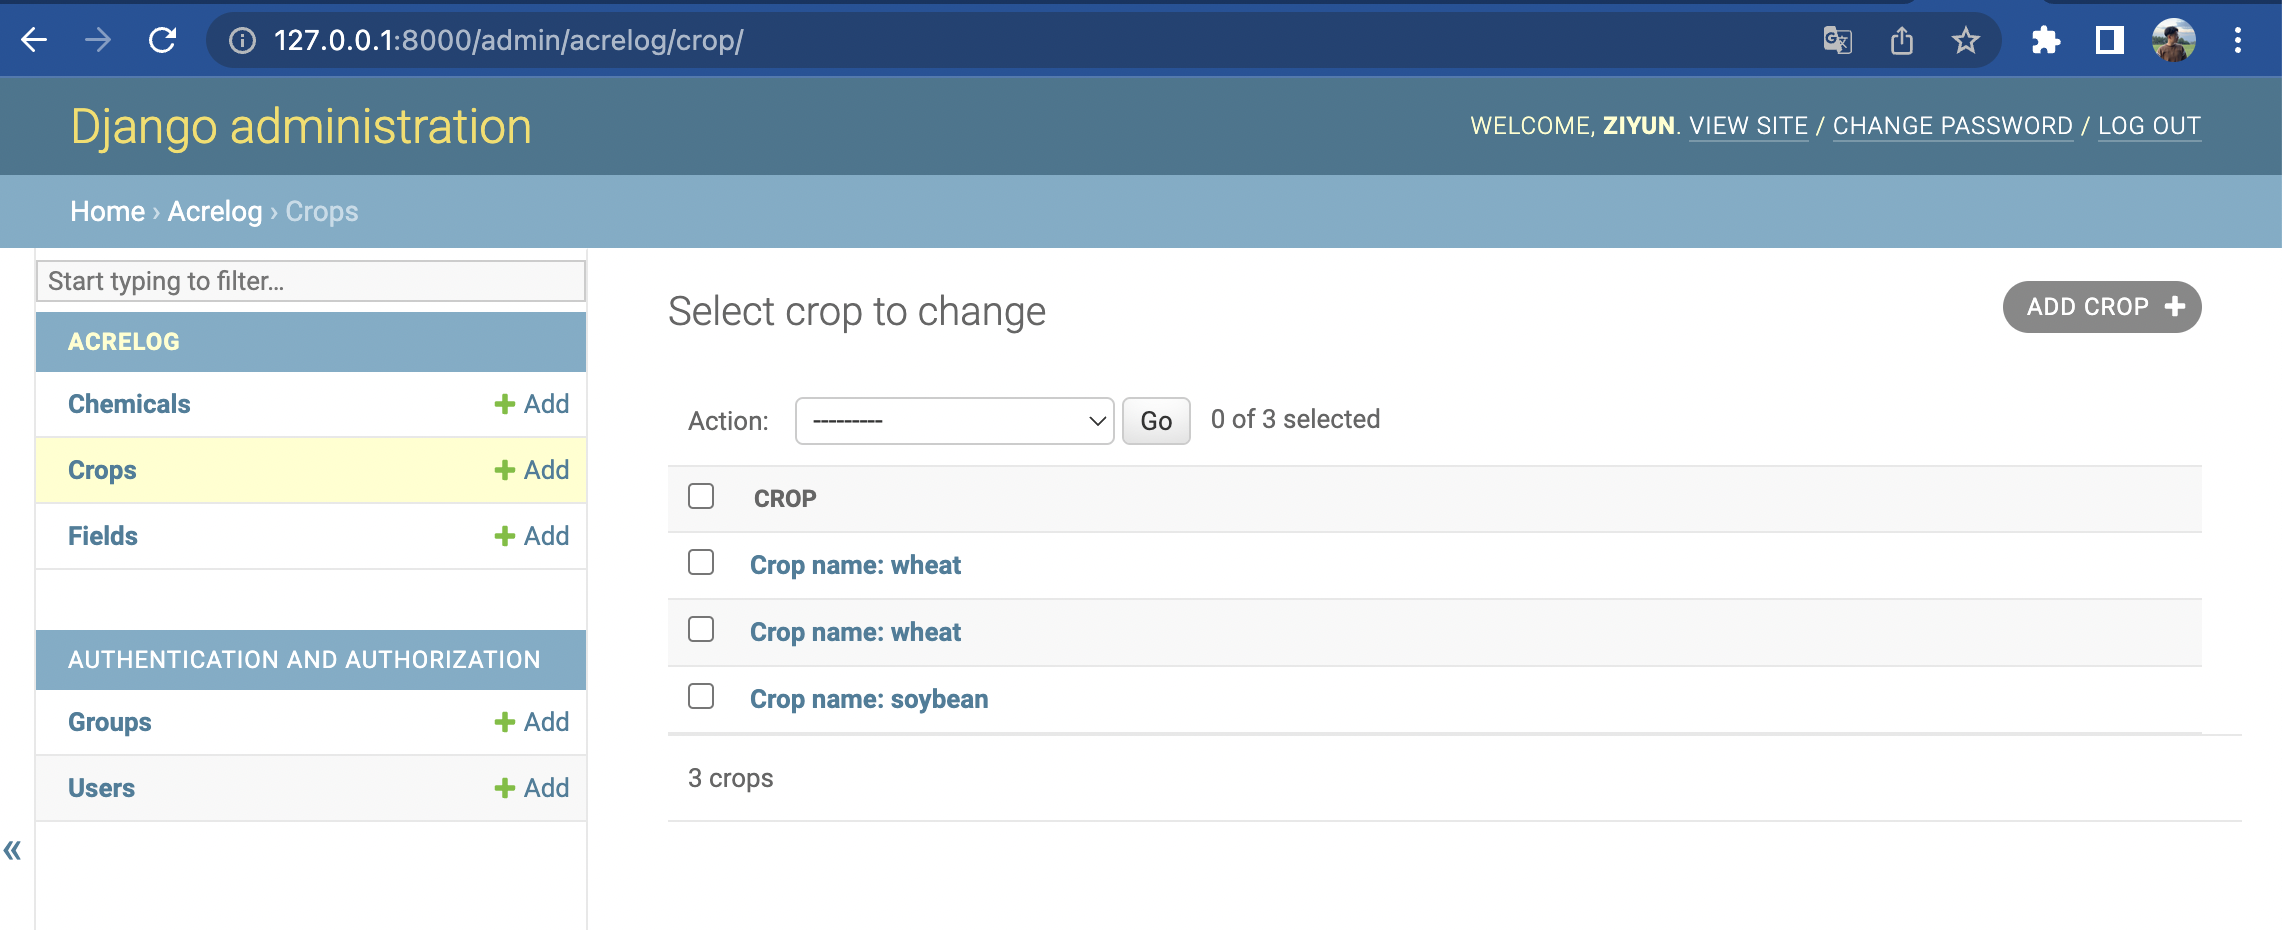 127.0.0.1:8000/admin/acrelog/crop/
Django administration
WELCOME, ZIYUN. VIEW SITE / CHANGE PASSWORD / LOG OUT
Home › Acrelog › Crops
Start typing to filter...
ACRELOG
Chemicals + Add
Crops + Add
Fields + Add
AUTHENTICATION AND AUTHORIZATION
Groups + Add
Users + Add
«
Select crop to change
ADD CROP +
Action: --------- Go 0 of 3 selected
CROP
Crop name: wheat
Crop name: wheat
Crop name: soybean
3 crops